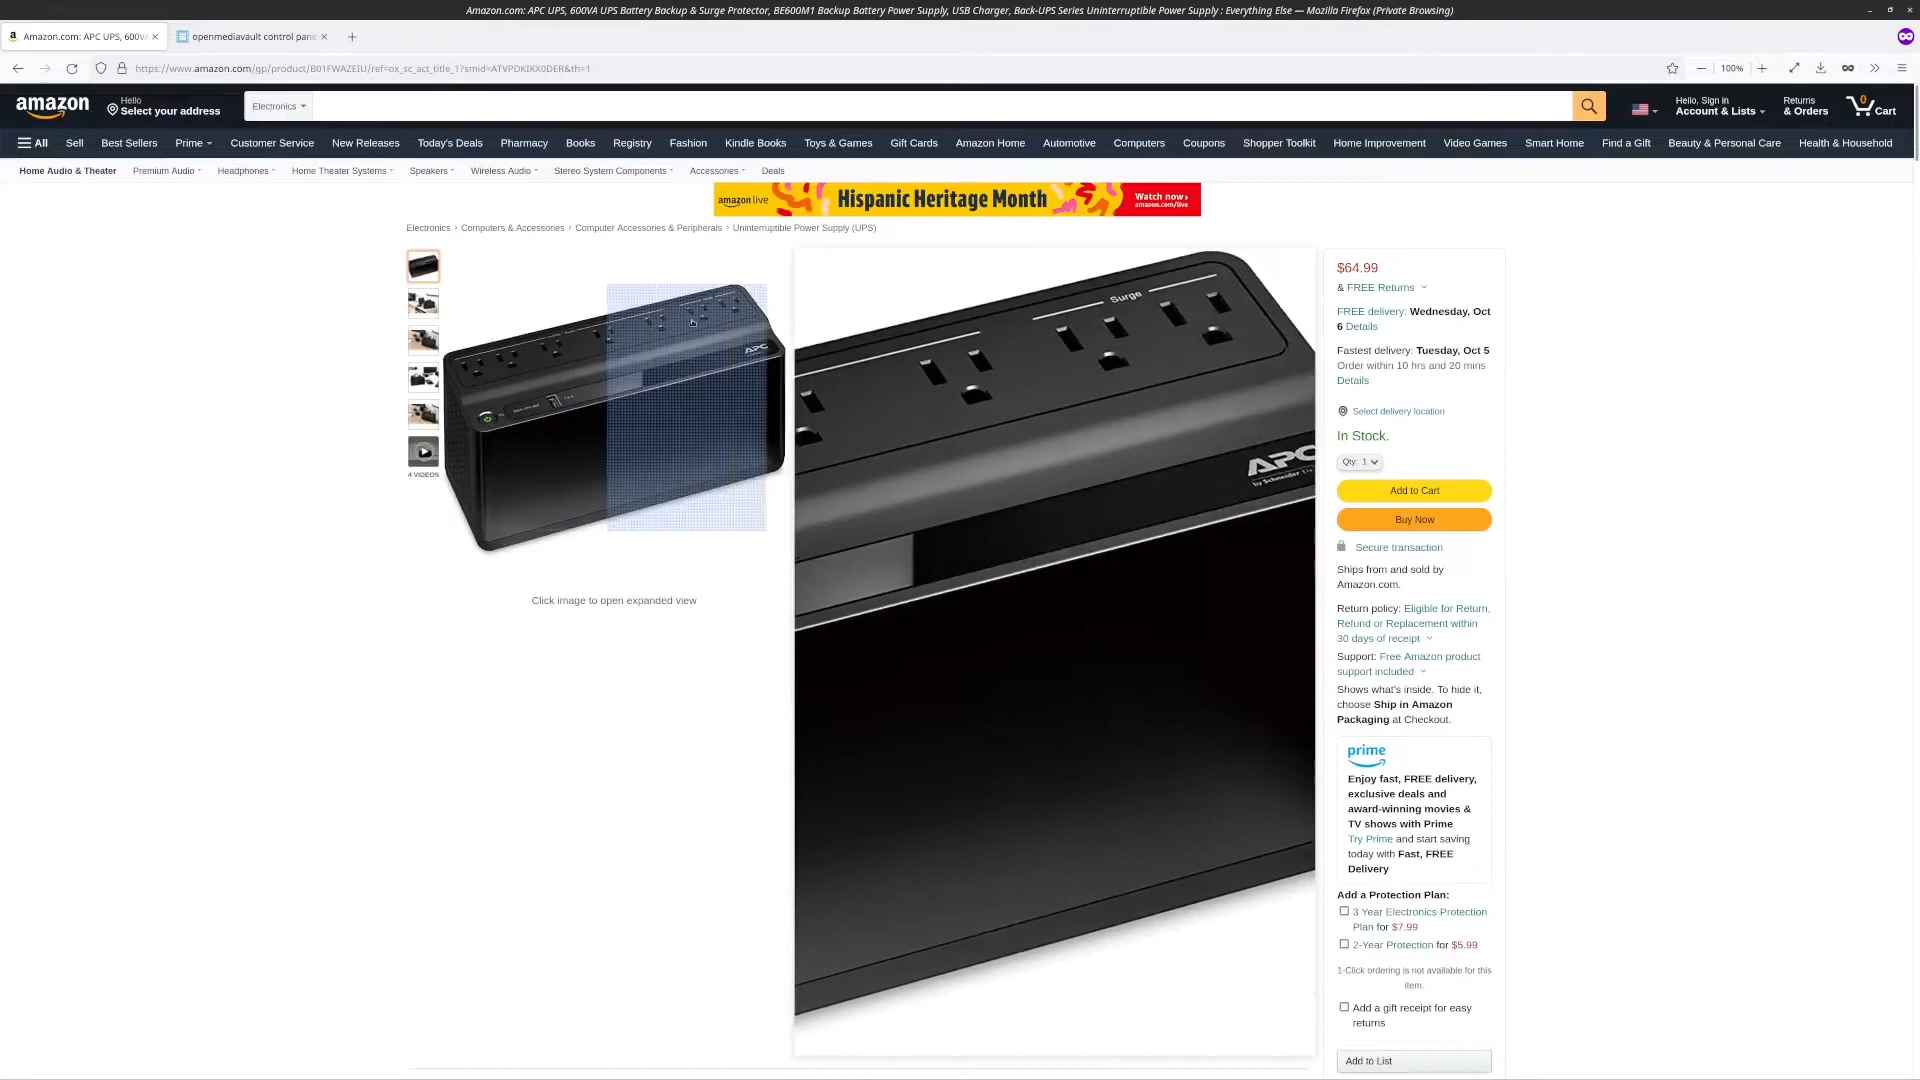 Amazon.com: APC UPS, 600VA UPS Battery Backup & Surge Protector, BE600M1 Backup Battery Power Supply, USB Charger, Back-UPS Series Uninterruptible Power Supply : Everything Else — Mozilla Firefox (Private Browsing)
Amazon.com: APC UPS, 600VA
openmediavault control pane
https://www.amazon.com/gp/product/B01FWAZEIU/ref=ox_sc_act_title_1?smid=ATVPDKIKX0DER&th=1
100%
amazon
Hello
Select your address
Electronics
Hello, Sign in
Account & Lists
Returns
& Orders
0
Cart
All Sell Best Sellers Prime Customer Service New Releases Today's Deals Pharmacy Books Registry Fashion Kindle Books Toys & Games Gift Cards Amazon Home Automotive Computers Coupons Shopper Toolkit Home Improvement Video Games Smart Home Find a Gift Beauty & Personal Care Health & Household
Home Audio & Theater Premium Audio Headphones Home Theater Systems Speakers Wireless Audio Stereo System Components Accessories Deals
amazon live
Hispanic Heritage Month
Watch now ›
amazon.com/live
Electronics › Computers & Accessories › Computer Accessories & Peripherals › Uninterruptible Power Supply (UPS)
4 VIDEOS
APC
Click image to open expanded view
Surge
APC
by Schneider
$64.99
& FREE Returns
FREE delivery: Wednesday, Oct
6 Details
Fastest delivery: Tuesday, Oct 5
Order within 10 hrs and 20 mins
Details
Select delivery location
In Stock.
Qty: 1
Add to Cart
Buy Now
Secure transaction
Ships from and sold by
Amazon.com.
Return policy: Eligible for Return,
Refund or Replacement within
30 days of receipt
Support: Free Amazon product
support included
Shows what's inside. To hide it,
choose Ship in Amazon
Packaging at Checkout.
prime
Enjoy fast, FREE delivery,
exclusive deals and
award-winning movies &
TV shows with Prime
Try Prime and start saving
today with Fast, FREE
Delivery
Add a Protection Plan:
3 Year Electronics Protection
Plan for $7.99
2-Year Protection for $5.99
1-Click ordering is not available for this
item.
Add a gift receipt for easy
returns
Add to List